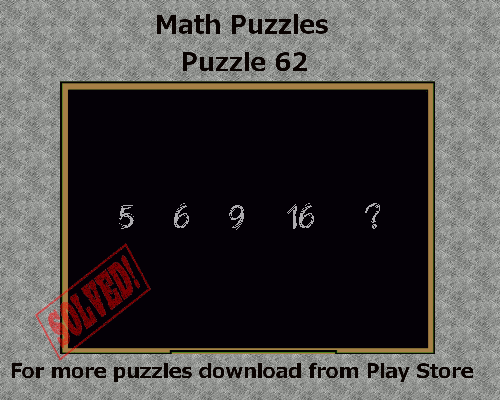 Math Puzzles
Puzzle 62
5 6 9 16 ?
SOLVED!
For more puzzles download from Play Store